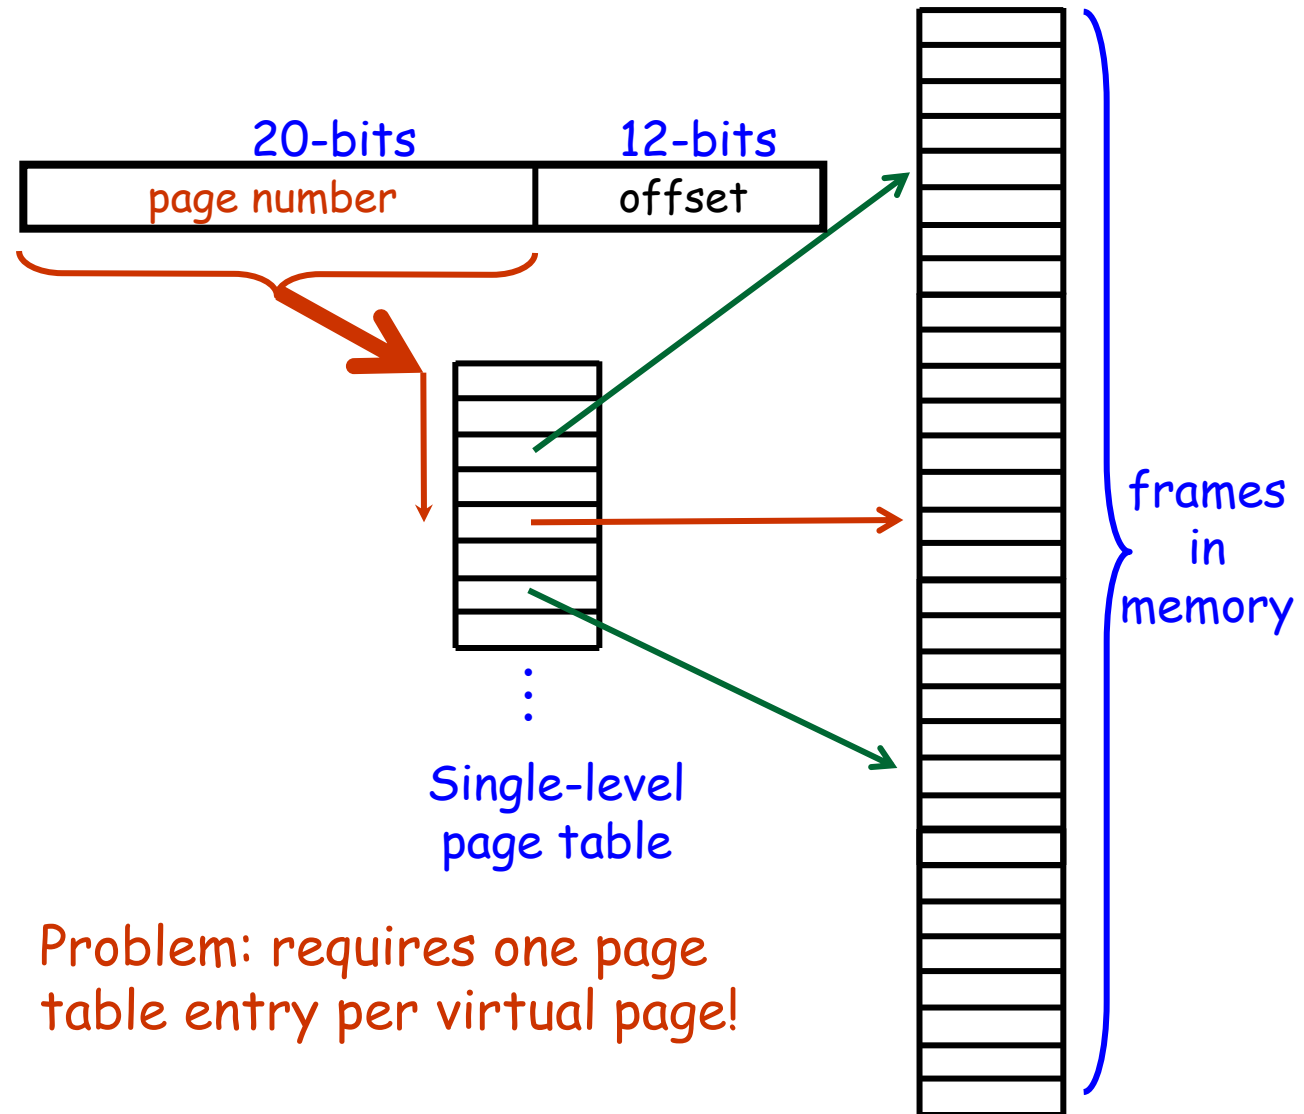 20-bits
12-bits
page number
offset
frames
in
memory
Single-level
page table
Problem: requires one page
table entry per virtual page!